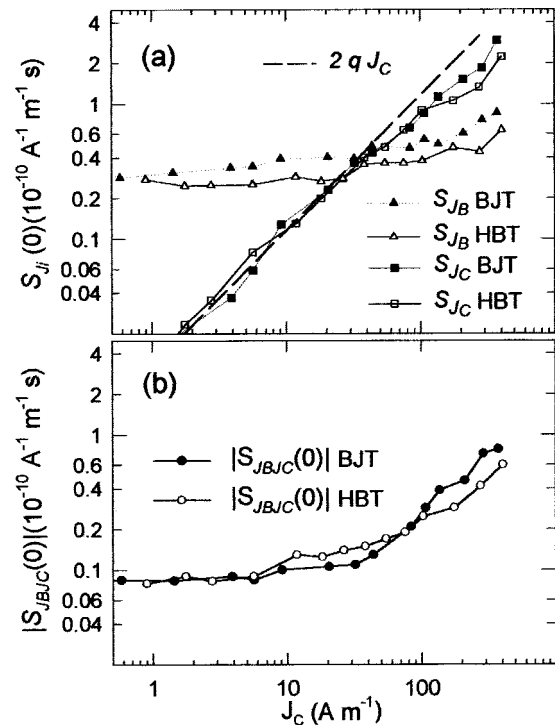 4
2
1
0.6
0.4
0.2
0.1
0.06
0.04
S_Ji (0) (10⁻¹⁰ A⁻¹ m⁻¹ s)
(a)
2 q J_C
S_JB BJT
S_JB HBT
S_JC BJT
S_JC HBT
4
2
1
0.6
0.4
0.2
0.1
0.06
0.04
|S_JBJC(0)| (10⁻¹⁰ A⁻¹ m⁻¹ s)
(b)
|S_JBJC(0)| BJT
|S_JBJC(0)| HBT
1 10 100
J_C (A m⁻¹)